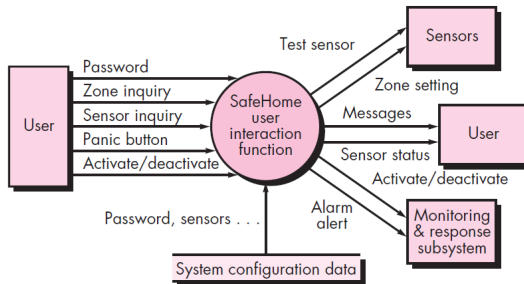 User
Password
Zone inquiry
Sensor inquiry
Panic button
Activate/deactivate
SafeHome
user
interaction
function
Test sensor
Sensors
Zone setting
Messages
User
Sensor status
Activate/deactivate
Alarm
alert
Monitoring
& response
subsystem
Password, sensors . . .
System configuration data